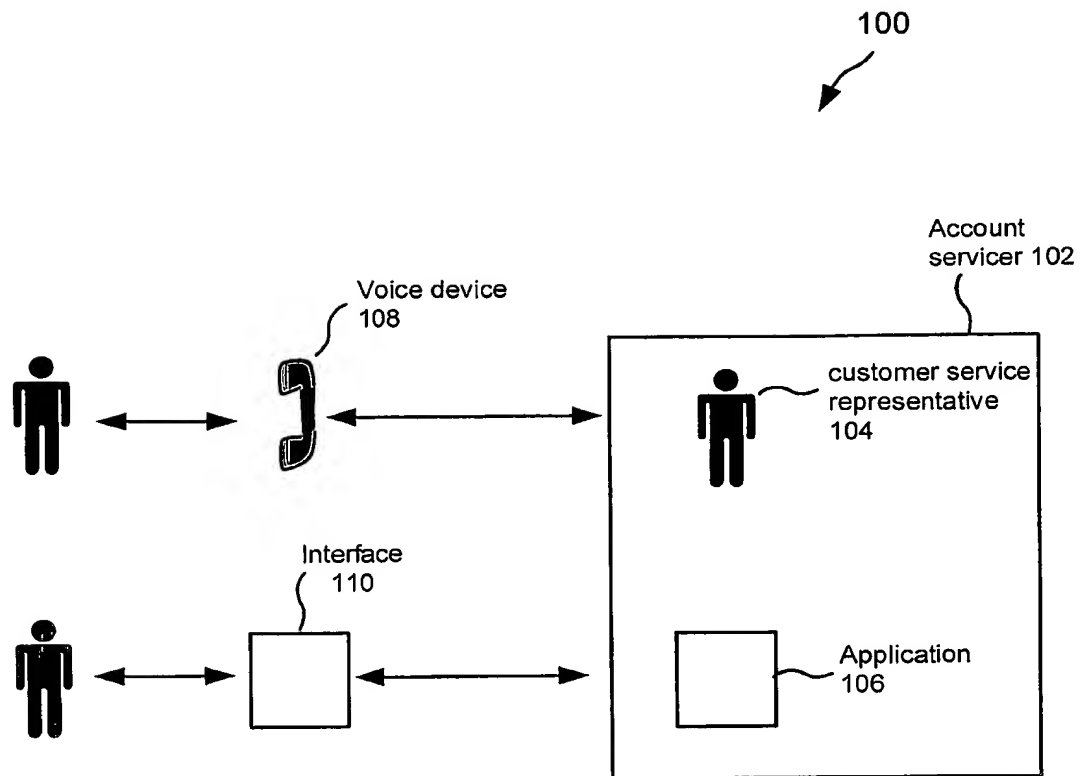 100
Account
servicer 102
Voice device
108
customer service
representative
104
Interface
110
Application
106